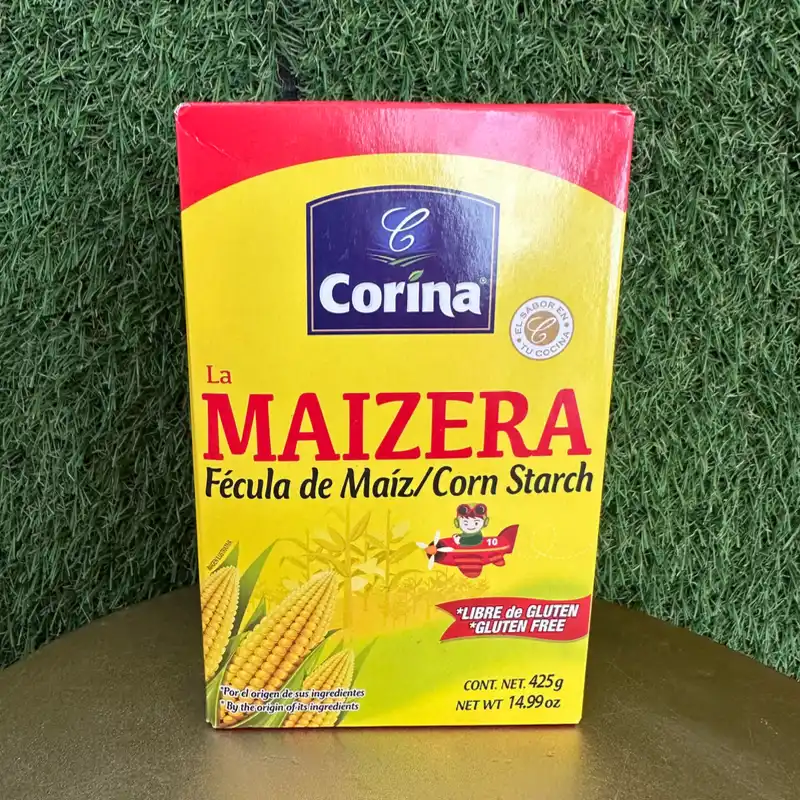 C
Corina®
EL SABOR EN
C
TU COCINA
La
MAIZERA
Fécula de Maíz/Corn Starch
10
*LIBRE de GLUTEN
*GLUTEN FREE
*Por el origen de sus ingredientes
* By the origin of its ingredients
CONT. NET. 425g
NET WT 14.99 oz